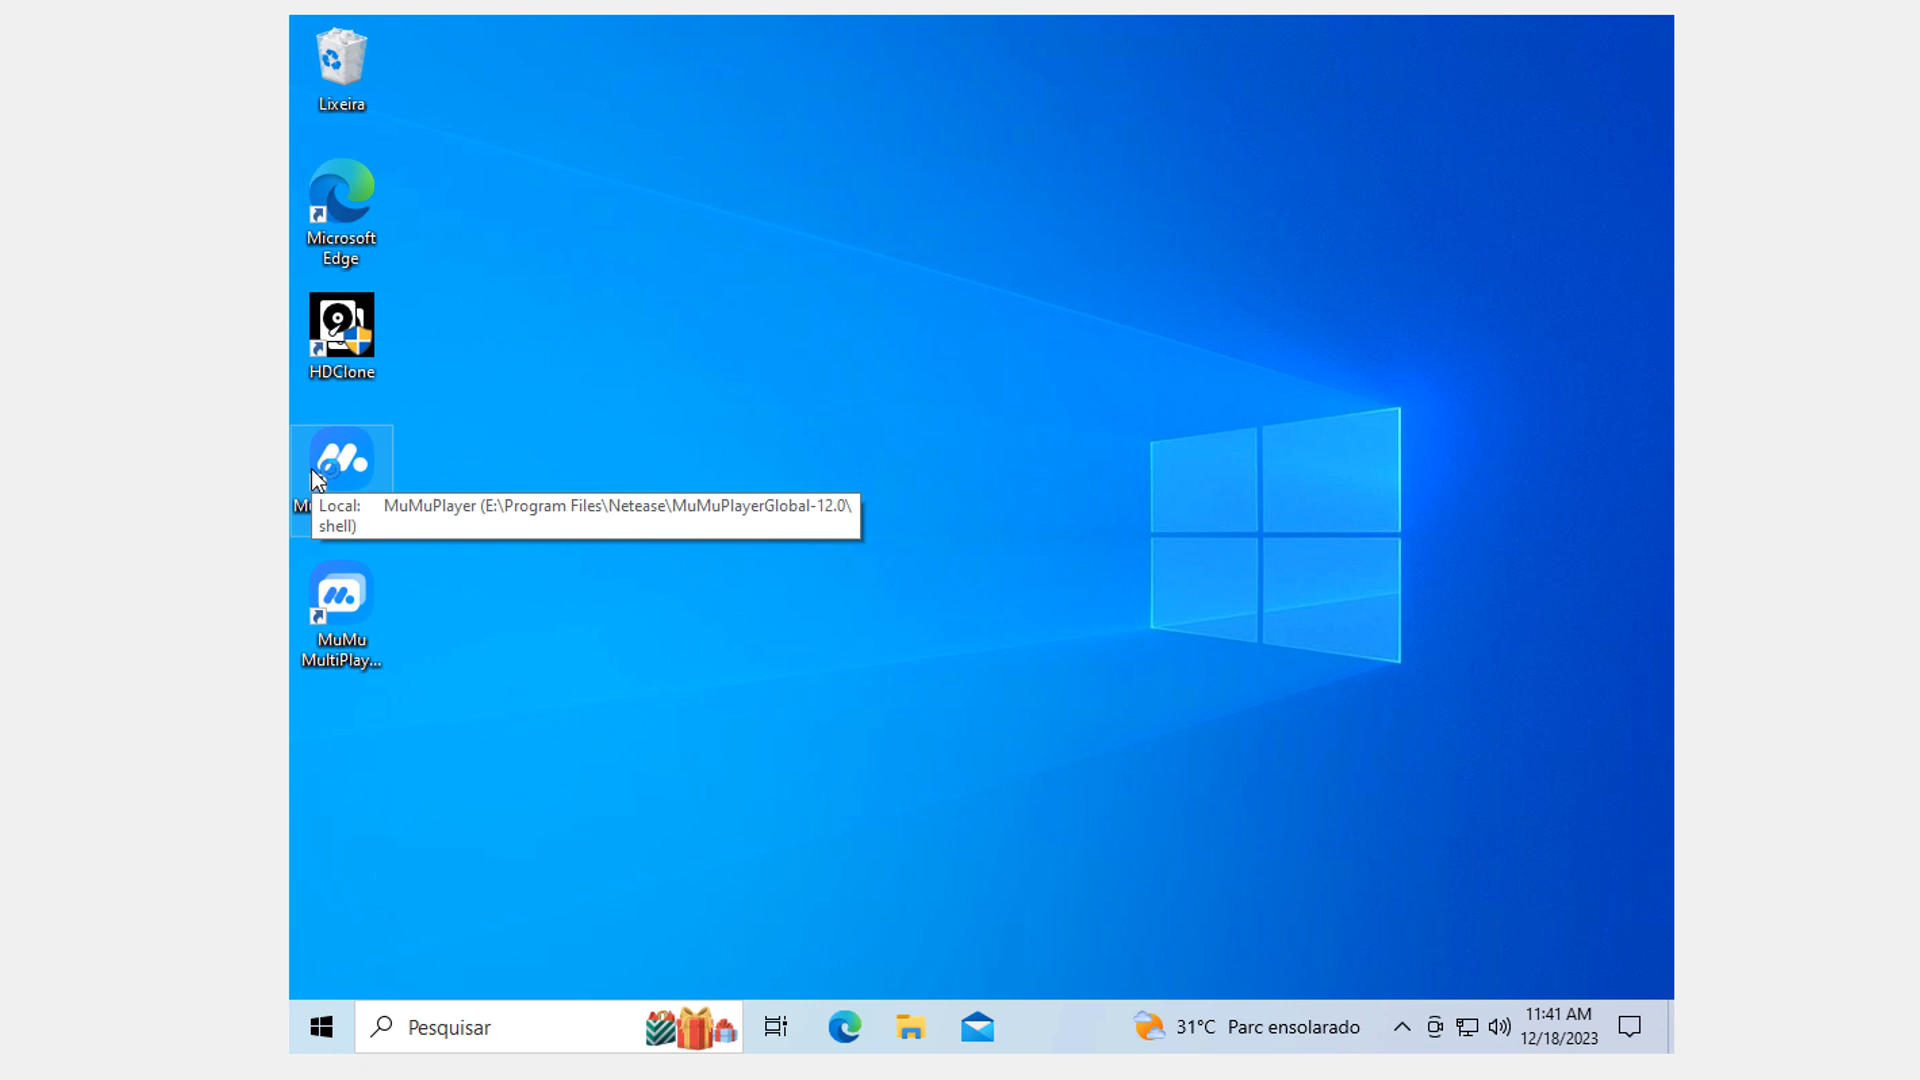 Lixeira
Microsoft
Edge
HDClone
Mu
Local: MuMuPlayer (E:\Program Files\Netease\MuMuPlayerGlobal-12.0\
shell)
MuMu
MultiPlay...
Pesquisar
31°C Parc ensolarado
11:41 AM
12/18/2023